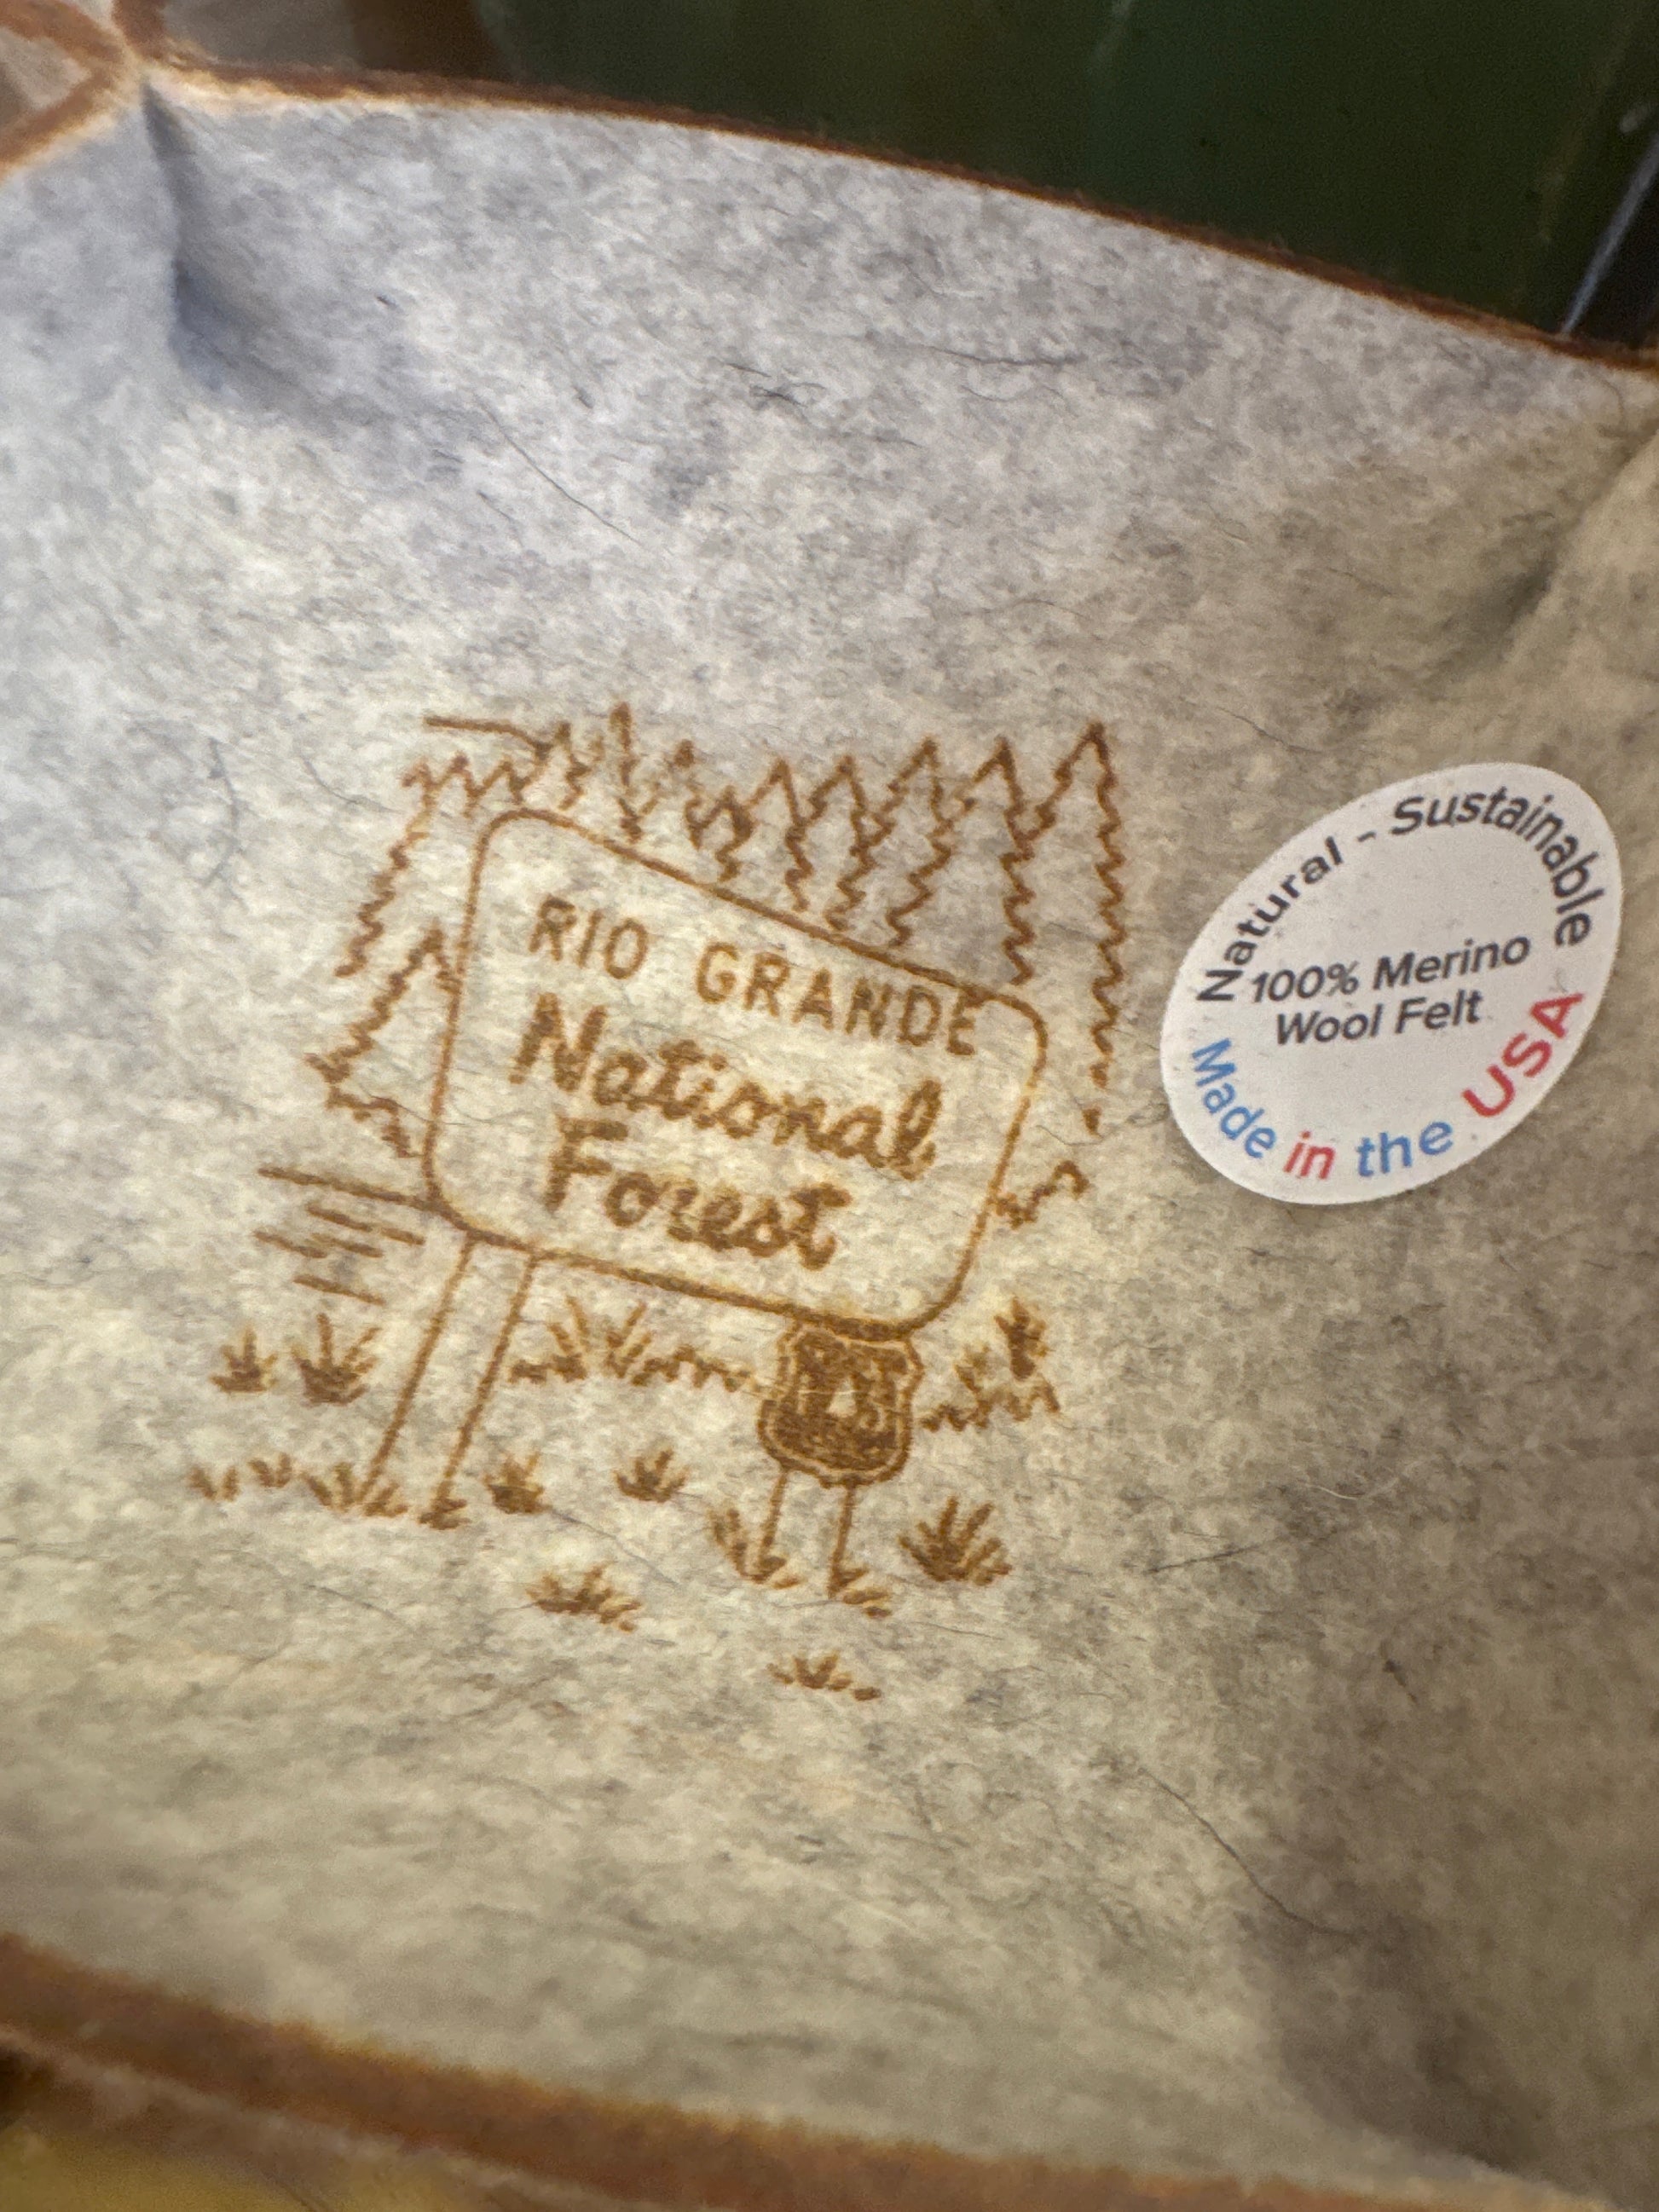 RIO GRANDE
National
Forest
Natural - Sustainable
100% Merino
Wool Felt
Made in the USA